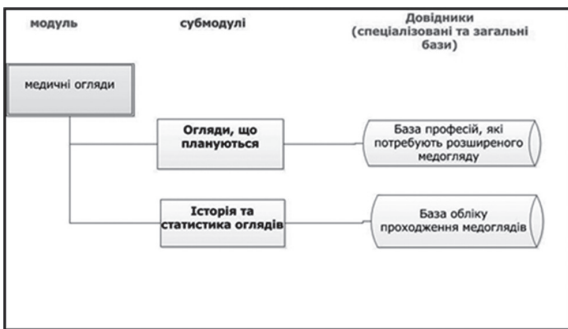 модуль
субмодулі
Довідники
(спеціалізовані та загальні
бази)
медичні огляди
Огляди, що
плануються
База професій, які
потребують розширеного
медогляду
Історія та
статистика оглядів
База обліку
проходження медоглядів